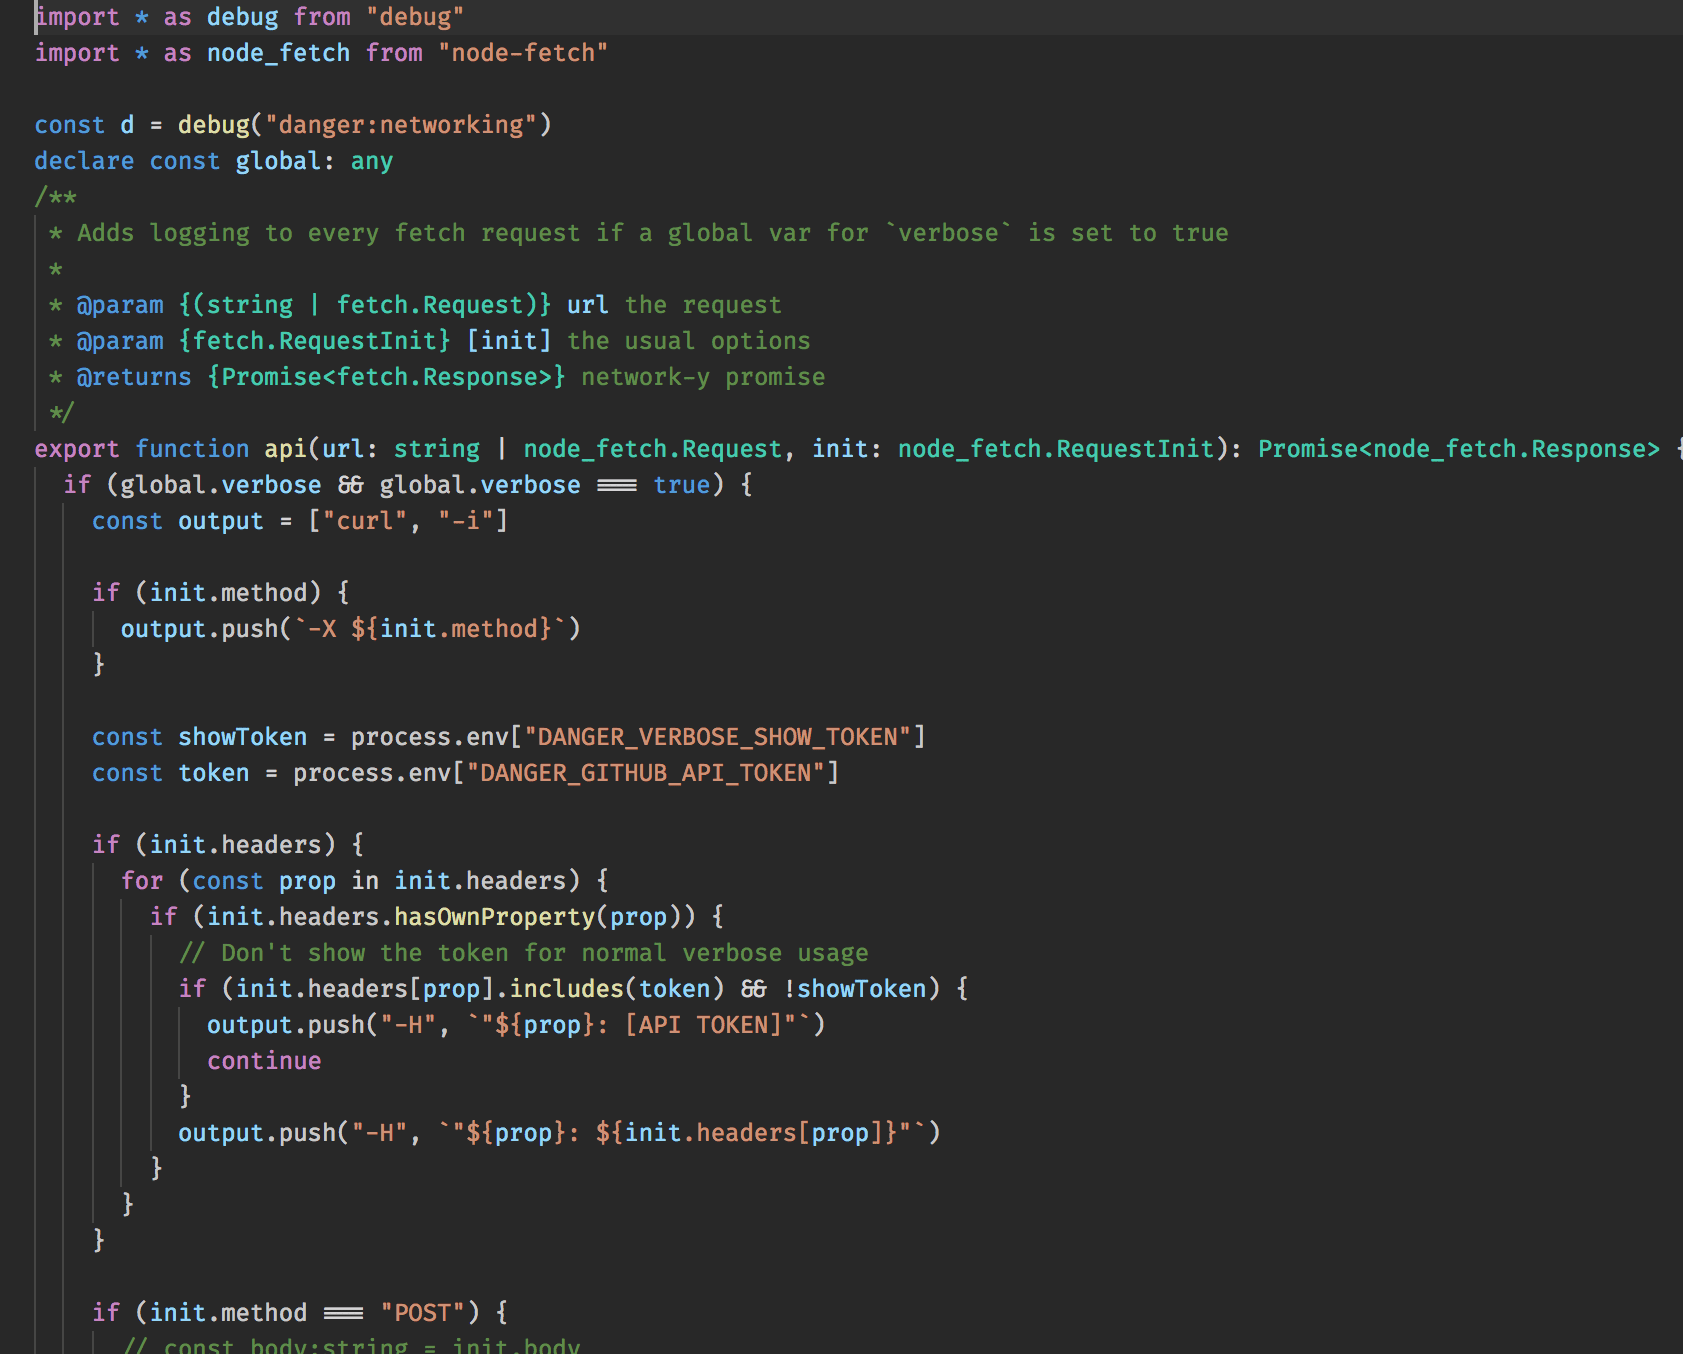 import * as debug from "debug"
import * as node_fetch from "node-fetch"

const d = debug("danger:networking")
declare const global: any
/**
 * Adds logging to every fetch request if a global var for `verbose` is set to true
 *
 * @param {(string | fetch.Request)} url the request
 * @param {fetch.RequestInit} [init] the usual options
 * @returns {Promise<fetch.Response>} network-y promise
 */
export function api(url: string | node_fetch.Request, init: node_fetch.RequestInit): Promise<node_fetch.Response> {
  if (global.verbose && global.verbose === true) {
    const output = ["curl", "-i"]

    if (init.method) {
      output.push(`-X ${init.method}`)
    }

    const showToken = process.env["DANGER_VERBOSE_SHOW_TOKEN"]
    const token = process.env["DANGER_GITHUB_API_TOKEN"]

    if (init.headers) {
      for (const prop in init.headers) {
        if (init.headers.hasOwnProperty(prop)) {
          // Don't show the token for normal verbose usage
          if (init.headers[prop].includes(token) && !showToken) {
            output.push("-H", `"${prop}: [API TOKEN]"`)
            continue
          }
          output.push("-H", `"${prop}: ${init.headers[prop]}"`)
        }
      }
    }

    if (init.method === "POST") {
      // const body:string = init.body